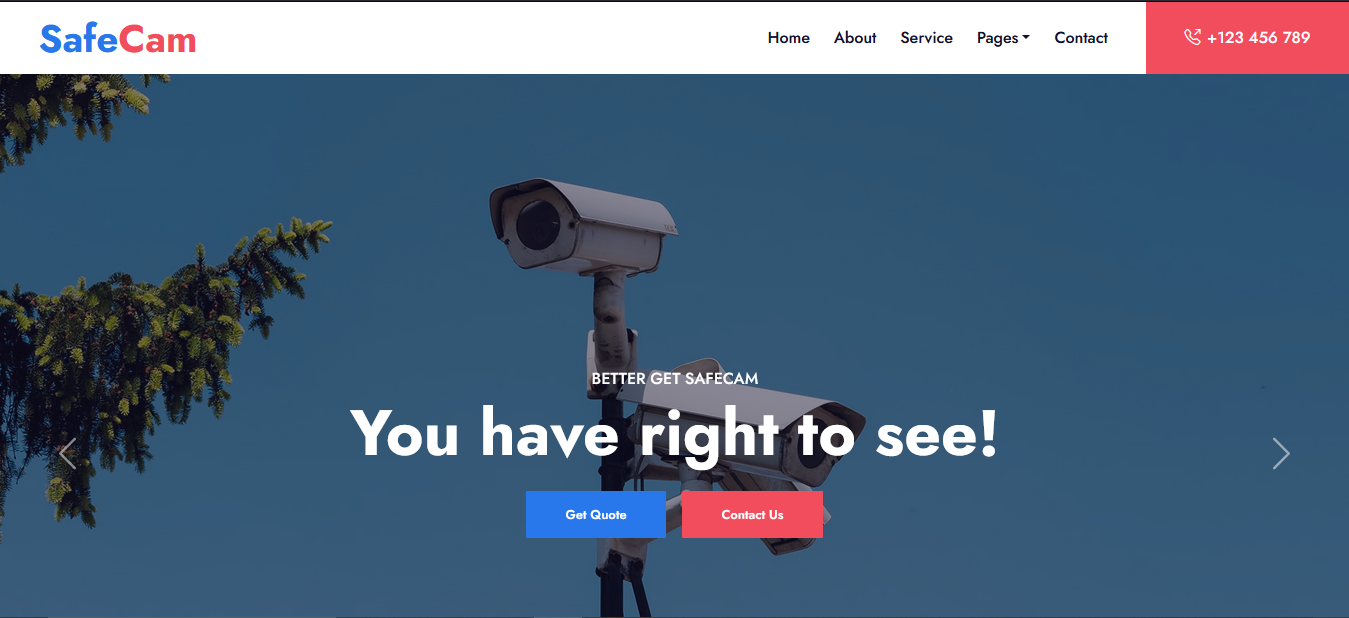 SafeCam
Home About Service Pages Contact +123 456 789
BETTER GET SAFECAM
You have right to see!
Get Quote Contact Us